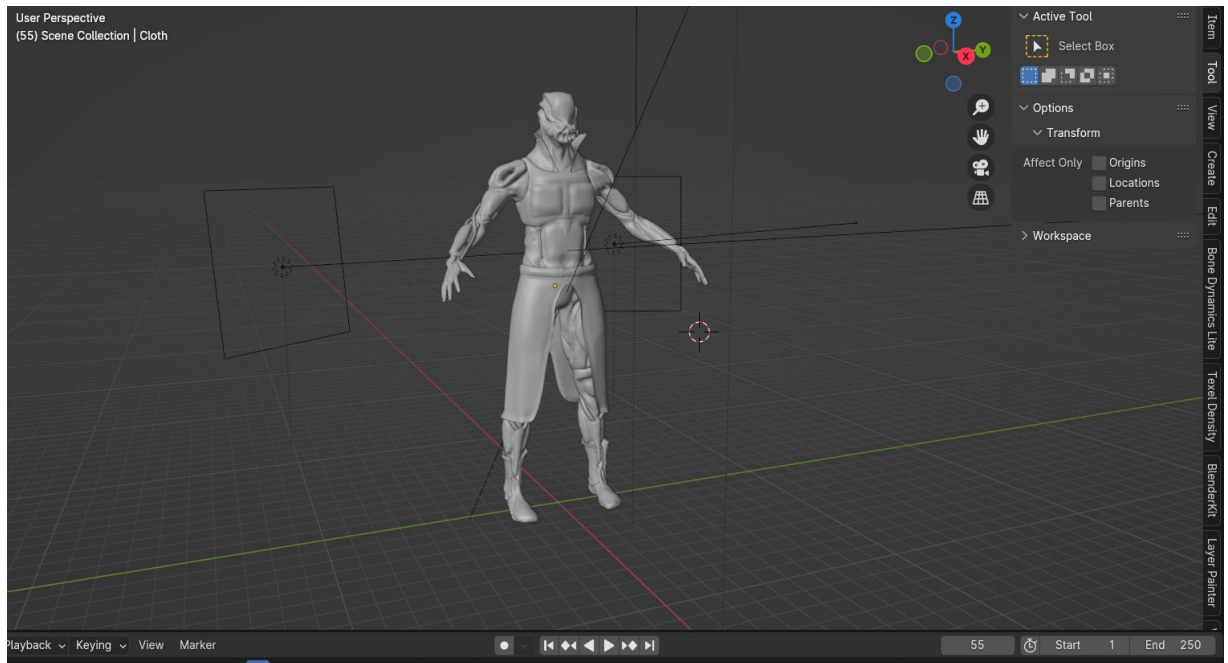 User Perspective
(55) Scene Collection | Cloth
Z
Y
X
Active Tool
Select Box
Options
Transform
Affect Only Origins
Locations
Parents
Workspace
Item
Tool
View
Create
Edit
Bone Dynamics Lite
Texel Density
BlenderKit
Layer Painter
Playback Keying View Marker
55 Start 1 End 250